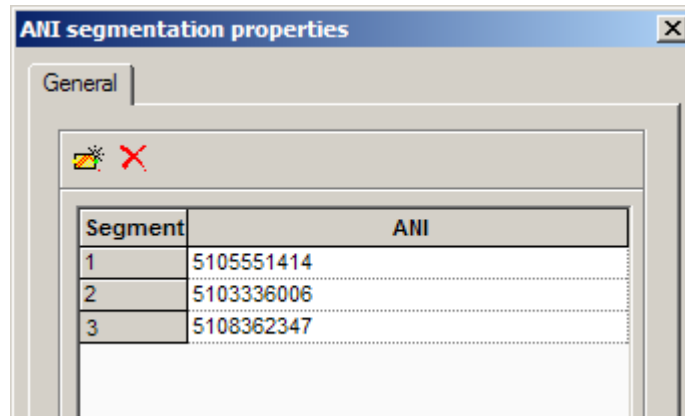 ANI segmentation properties
General
Segment ANI
1 5105551414
2 5103336006
3 5108362347